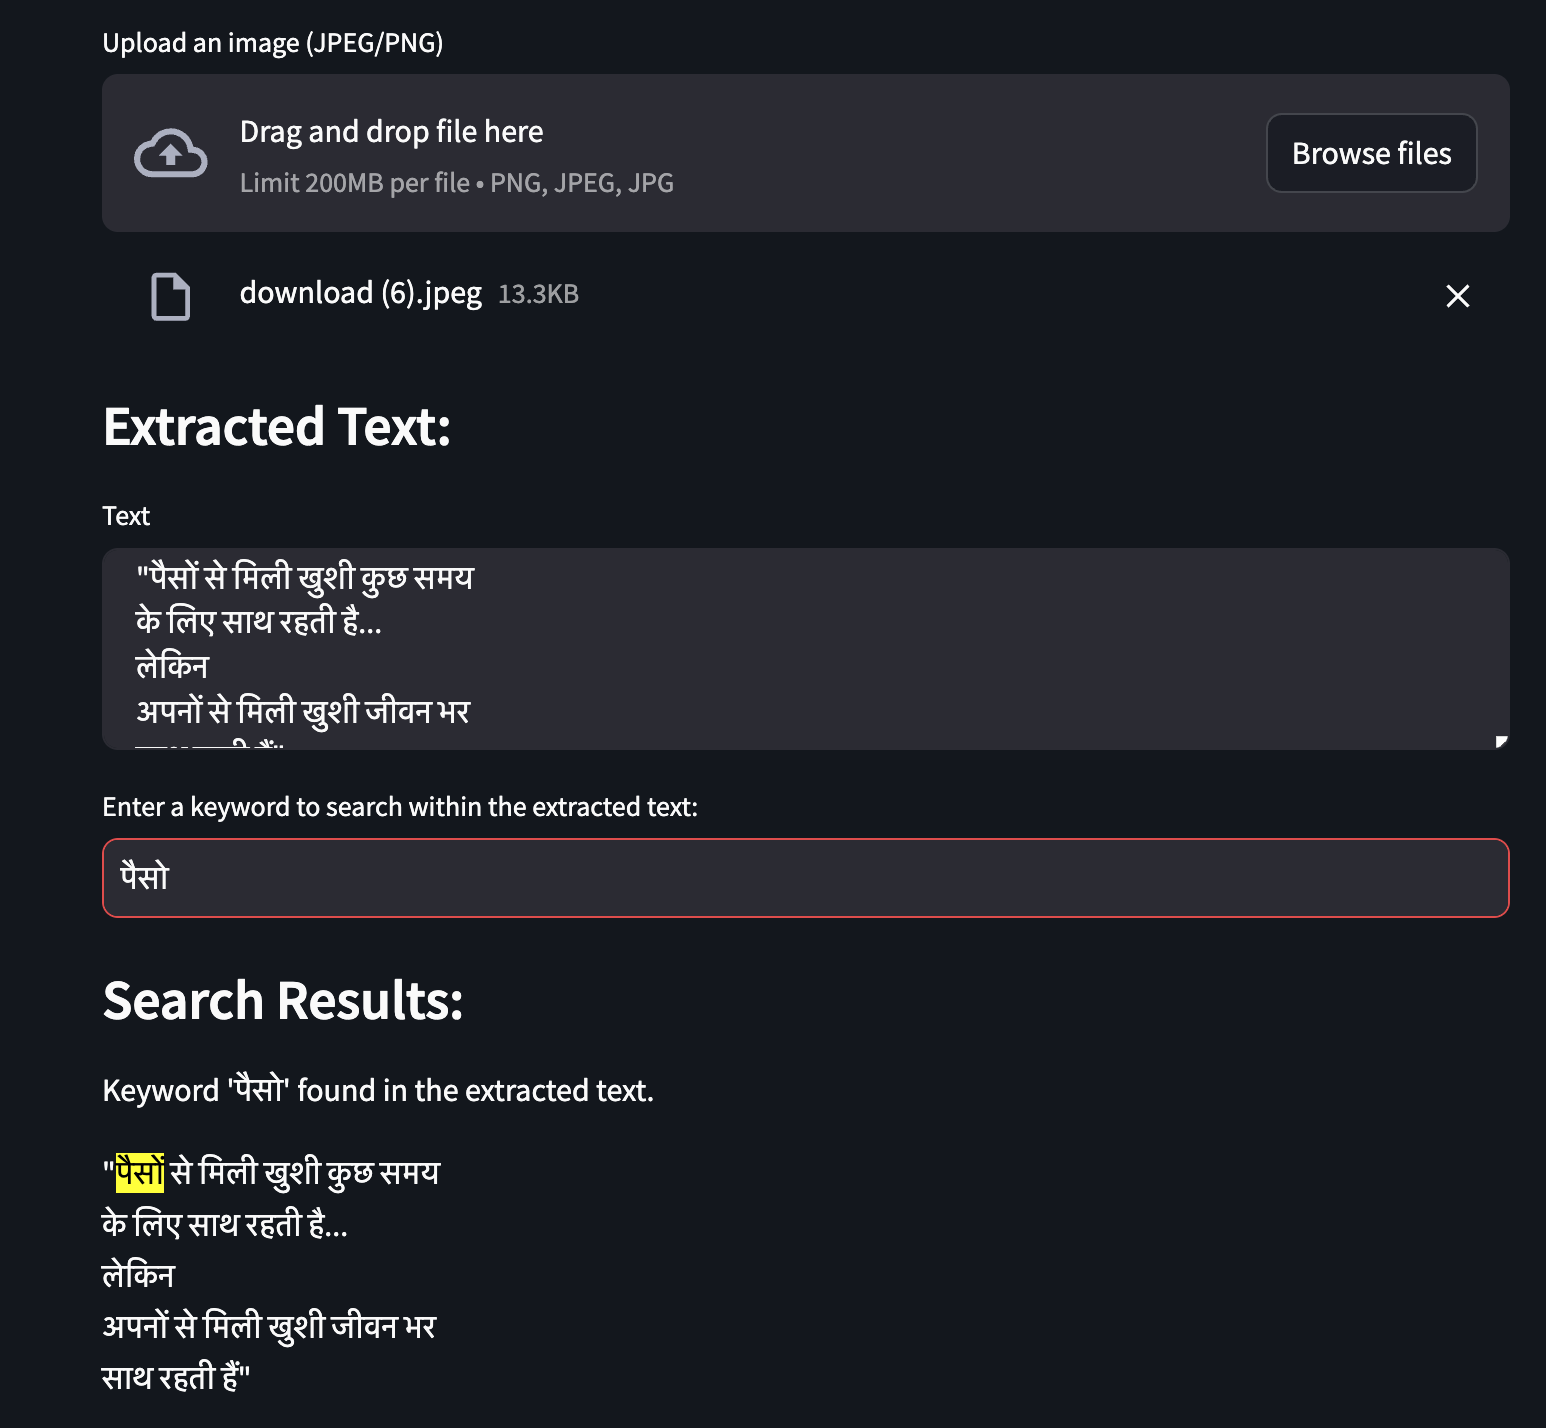 Upload an image (JPEG/PNG)
Drag and drop file here
Limit 200MB per file • PNG, JPEG, JPG
Browse files
download (6).jpeg 13.3KB
Extracted Text:
Text
"पैसों से मिली खुशी कुछ समय
के लिए साथ रहती है...
लेकिन
अपनों से मिली खुशी जीवन भर
साथ रहती हैं"
Enter a keyword to search within the extracted text:
पैसो
Search Results:
Keyword 'पैसो' found in the extracted text.
"पैसों से मिली खुशी कुछ समय
के लिए साथ रहती है...
लेकिन
अपनों से मिली खुशी जीवन भर
साथ रहती हैं"